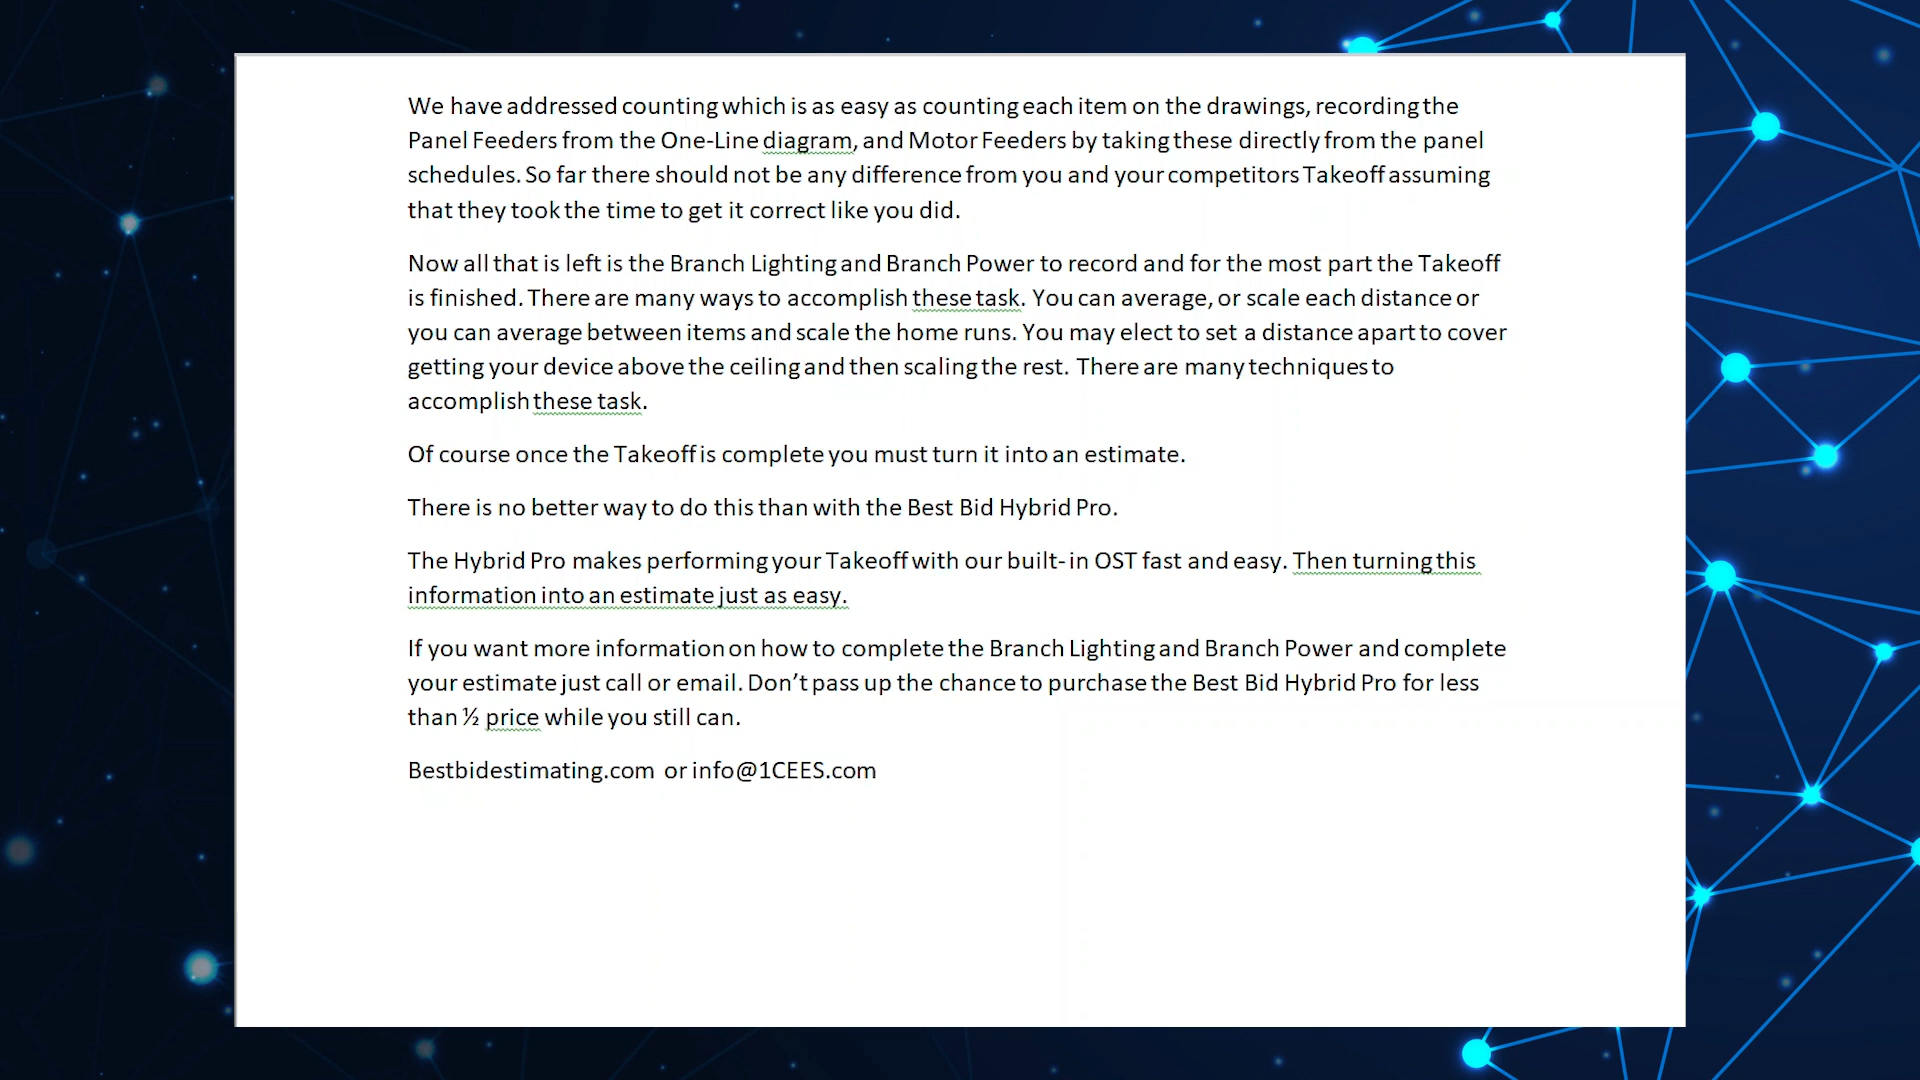 We have addressed counting which is as easy as counting each item on the drawings, recording the
Panel Feeders from the One-Line diagram, and Motor Feeders by taking these directly from the panel
schedules. So far there should not be any difference from you and your competitors Takeoff assuming
that they took the time to get it correct like you did.
Now all that is left is the Branch Lighting and Branch Power to record and for the most part the Takeoff
is finished. There are many ways to accomplish these task. You can average, or scale each distance or
you can average between items and scale the home runs. You may elect to set a distance apart to cover
getting your device above the ceiling and then scaling the rest. There are many techniques to
accomplish these task.
Of course once the Takeoff is complete you must turn it into an estimate.
There is no better way to do this than with the Best Bid Hybrid Pro.
The Hybrid Pro makes performing your Takeoff with our built-in OST fast and easy. Then turning this
information into an estimate just as easy.
If you want more information on how to complete the Branch Lighting and Branch Power and complete
your estimate just call or email. Don’t pass up the chance to purchase the Best Bid Hybrid Pro for less
than ½ price while you still can.
Bestbidestimating.com or info@1CEES.com